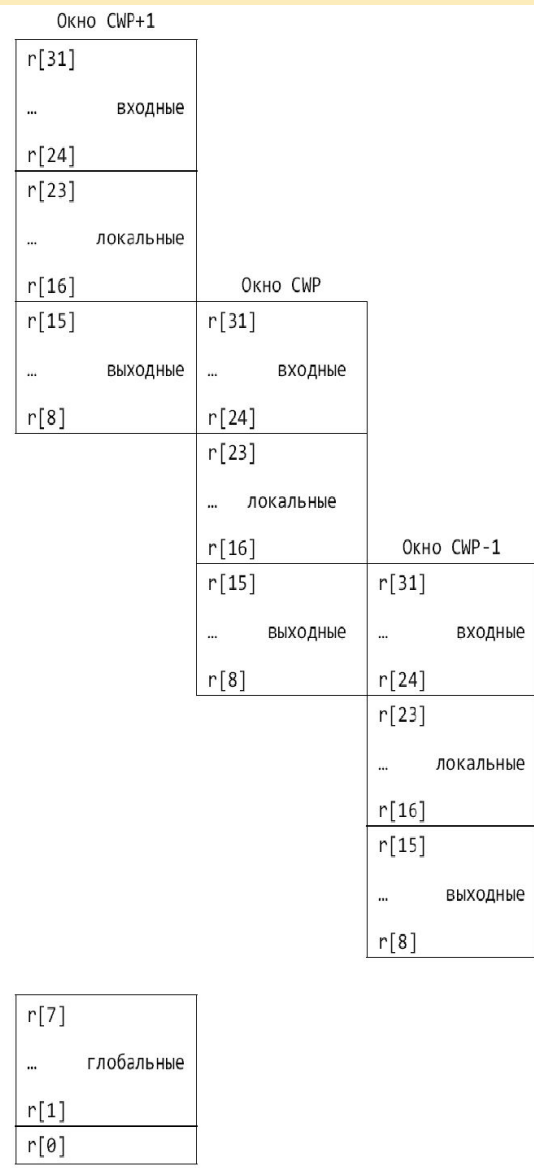 Окно CWP+1
r[31]
… входные
r[24]
r[23]
… локальные
r[16] Окно CWP
r[15] r[31]
… выходные … входные
r[8] r[24]
r[23]
… локальные
r[16] Окно CWP-1
r[15] r[31]
… выходные … входные
r[8] r[24]
r[23]
… локальные
r[16]
r[15]
… выходные
r[8]
r[7]
… глобальные
r[1]
r[0]